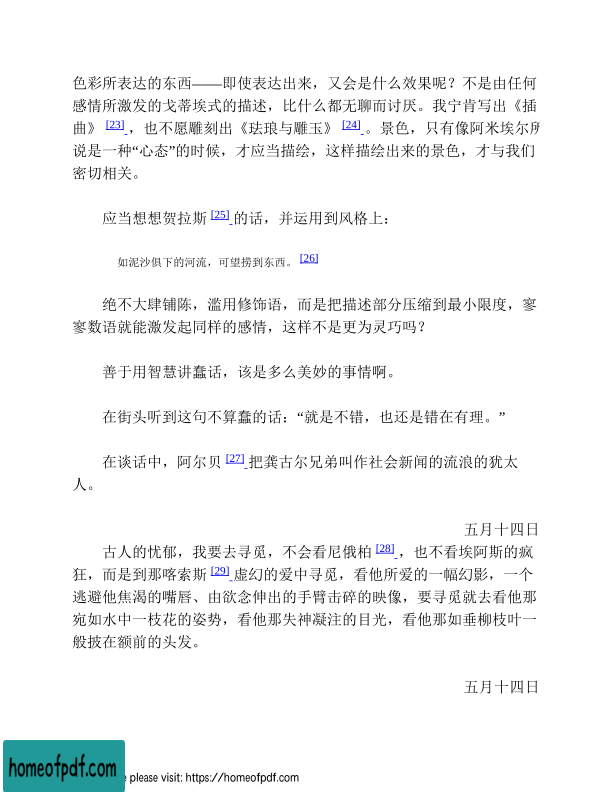 色彩所表达的东西——即使表达出来，又会是什么效果呢？不是由任何
感情所激发的戈蒂埃式的描述，比什么都无聊而讨厌。我宁肯写出《插
曲》[23]，也不愿雕刻出《珐琅与雕玉》[24]。景色，只有像阿米埃尔所
说是一种“心态”的时候，才应当描绘，这样描绘出来的景色，才与我们
密切相关。
应当想想贺拉斯[25]的话，并运用到风格上：
如泥沙俱下的河流，可望捞到东西。[26]
绝不大肆铺陈，滥用修饰语，而是把描述部分压缩到最小限度，寥
寥数语就能激发起同样的感情，这样不是更为灵巧吗？
善于用智慧讲蠢话，该是多么美妙的事情啊。
在街头听到这句不算蠢的话：“就是不错，也还是错在有理。”
在谈话中，阿尔贝[27]把龚古尔兄弟叫作社会新闻的流浪的犹太
人。
五月十四日
古人的忧郁，我要去寻觅，不会看尼俄柏[28]，也不看埃阿斯的疯
狂，而是到那喀索斯[29]虚幻的爱中寻觅，看他所爱的一幅幻影，一个
逃避他焦渴的嘴唇、由欲念伸出的手臂击碎的映像，要寻觅就去看他那
宛如水中一枝花的姿势，看他那失神凝注的目光，看他那如垂柳枝叶一
般披在额前的头发。
五月十四日
homeofpdf.com
e please visit: https://homeofpdf.com